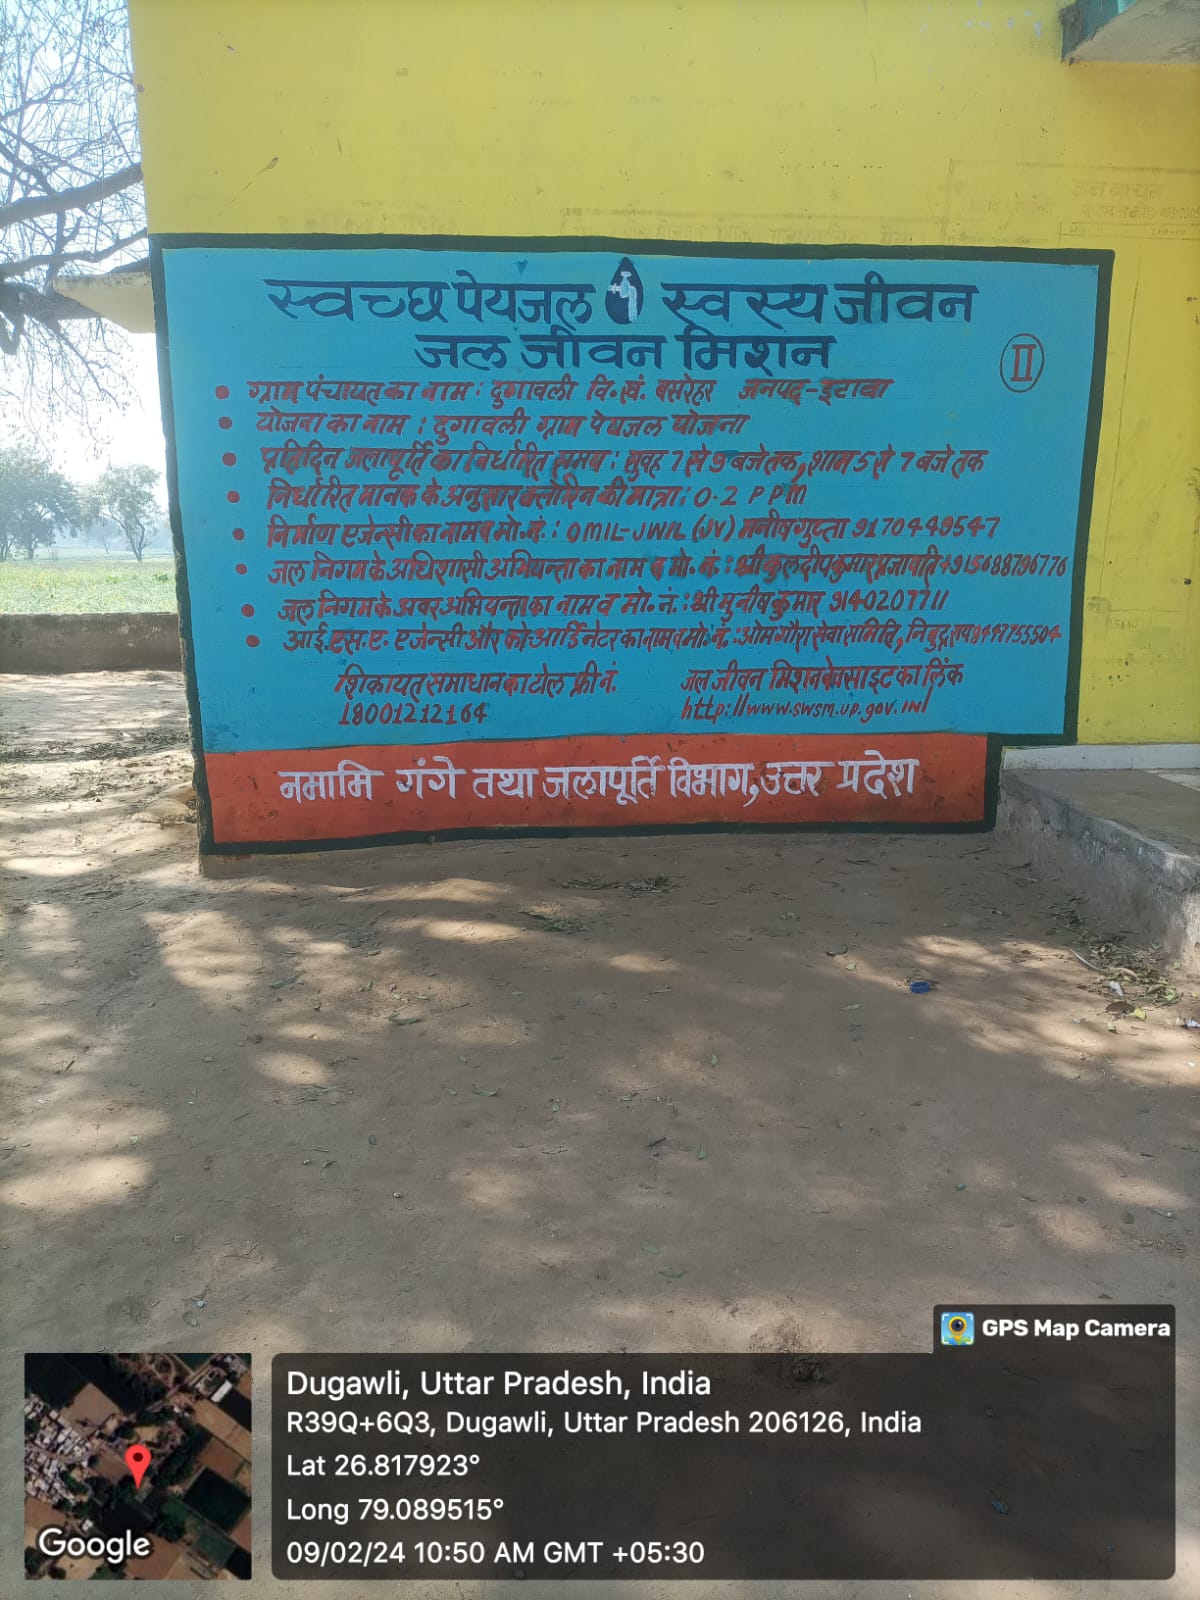 स्वच्छ पेयजल स्वस्थ जीवन
जल जीवन मिशन
II
• ग्राम पंचायत का नाम : दुगावली वि.खं. बसरेहर जनपद-इटावा
• योजना का नाम : दुगावली ग्राम पेयजल योजना
• प्रतिदिन जलापूर्ति का निर्धारित समय : सुबह 7 से 9 बजे तक, शाम 5 से 7 बजे तक
• निर्धारित मानक के अनुसार क्लोरिन की मात्रा : 0.2 PPM
• निर्माण एजेन्सी का नाम व मो.नं. : OMIL-JWIL (JV) मनीष गुप्ता 9170449547
• जल निगम के अधिशासी अभियन्ता का नाम व मो.नं. : श्री कुलदीप कुमार प्रजापति +915688796776
• जल निगम के अवर अभियन्ता का नाम व मो.नं. : श्री मुनीष कुमार 9140207711
• आई.एस.ए. एजेन्सी और को-आर्डिनेटर का नाम व मो.नं. : ओम गौरा सेवा समिति,
शिकायत समाधान का टोल फ्री नं. जल जीवन मिशन वेबसाइट का लिंक
18001212164 http://www.swsm.up.gov.in/
नमामि गंगे तथा जलापूर्ति विभाग, उत्तर प्रदेश
GPS Map Camera
Dugawli, Uttar Pradesh, India
R39Q+6Q3, Dugawli, Uttar Pradesh 206126, India
Lat 26.817923°
Long 79.089515°
09/02/24 10:50 AM GMT +05:30
Google